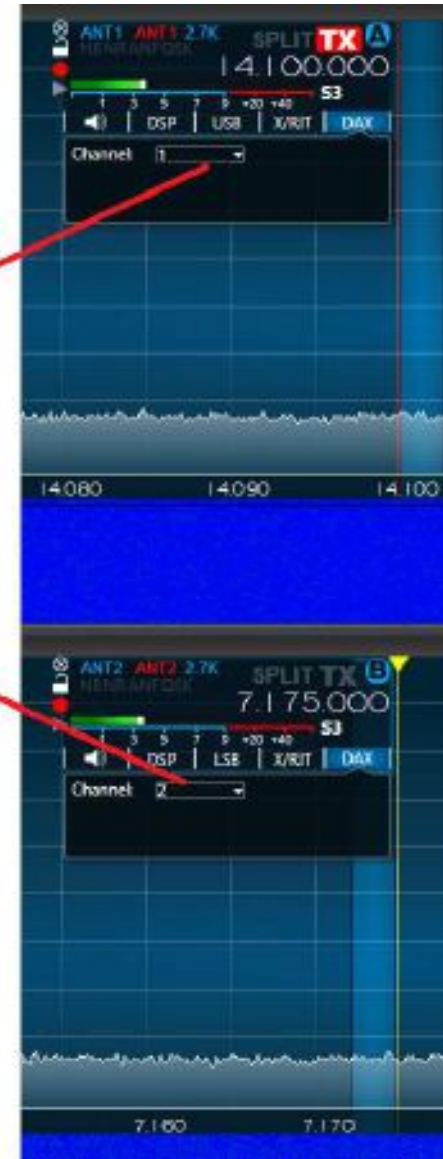 ANT1 ANT1 2.7K SPLIT TX A
14.100.000
S3
1 3 5 7 9 +20 +40
DSP USB X/RIT DAX
Channel: 1
14.080 14.090 14.100
ANT2 ANT2 2.7K SPLIT TX B
7.175.000
S3
1 3 5 7 9 +20 +40
DSP LSB X/RIT DAX
Channel: 2
7.160 7.170